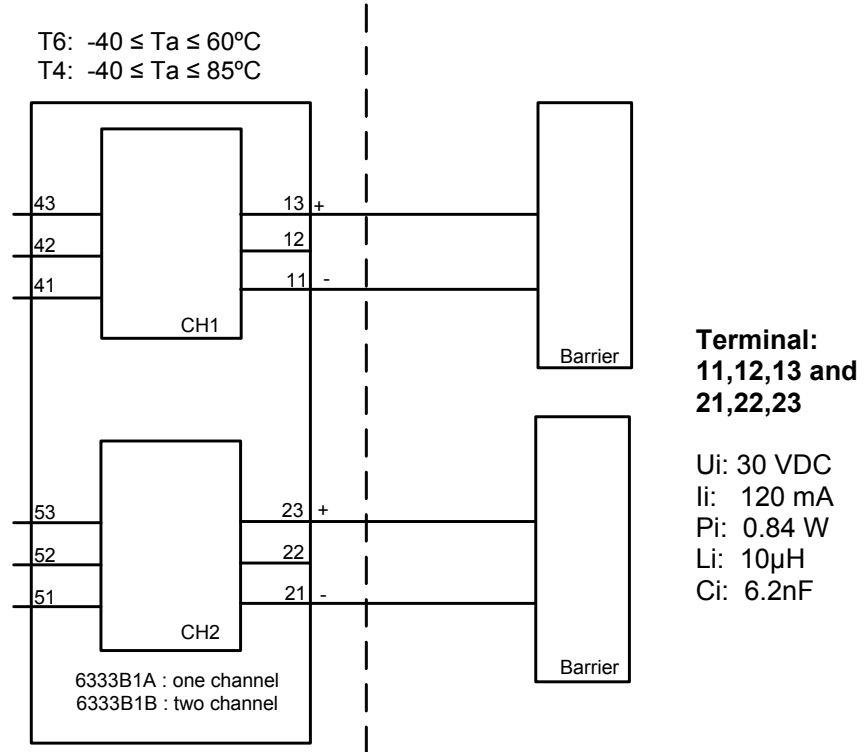 T6: -40 ≤ Ta ≤ 60ºC
T4: -40 ≤ Ta ≤ 85ºC
43
42
41
13 +
12
11 -
CH1
Barrier
53
52
51
23 +
22
21 -
CH2
Barrier
6333B1A : one channel
6333B1B : two channel
Terminal:
11,12,13 and
21,22,23
Ui: 30 VDC
Ii: 120 mA
Pi: 0.84 W
Li: 10µH
Ci: 6.2nF